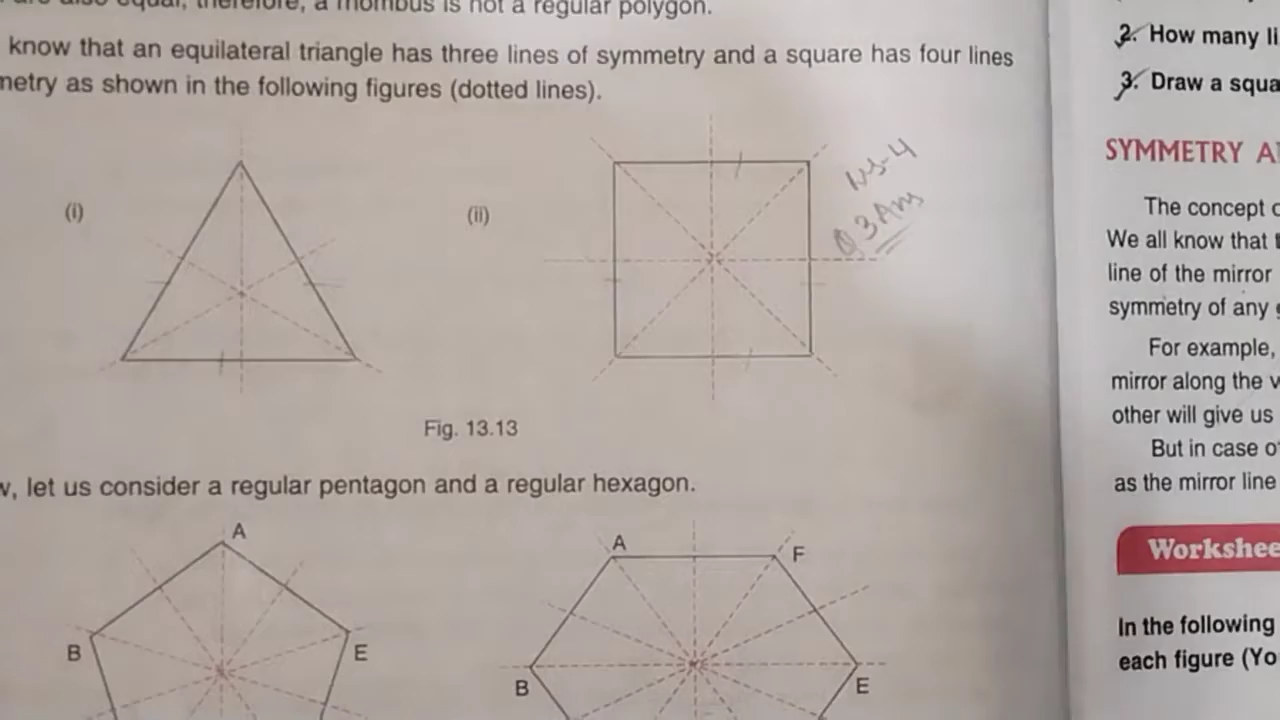 are also equal, therefore, a rhombus is not a regular polygon.
know that an equilateral triangle has three lines of symmetry and a square has four lines
metry as shown in the following figures (dotted lines).
(i)
(ii)
WS-4
Q 3 Ans
Fig. 13.13
w, let us consider a regular pentagon and a regular hexagon.
A
B
E
A
F
B
E
2. How many li
3. Draw a squa
SYMMETRY A
The concept o
We all know that t
line of the mirror
symmetry of any g
For example,
mirror along the v
other will give us
But in case o
as the mirror line
Workshee
In the following
each figure (Yo